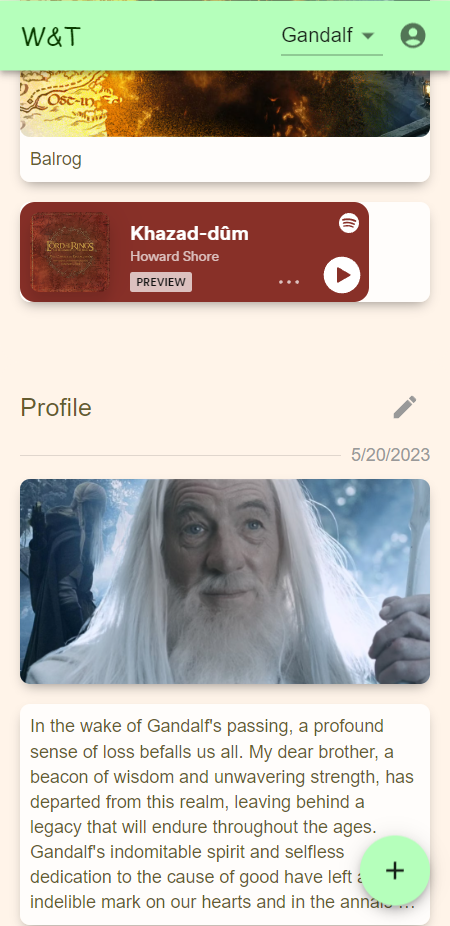 W&T
Gandalf
Balrog
Khazad-dûm
Howard Shore
PREVIEW
Profile
5/20/2023
In the wake of Gandalf's passing, a profound
sense of loss befalls us all. My dear brother, a
beacon of wisdom and unwavering strength, has
departed from this realm, leaving behind a
legacy that will endure throughout the ages.
Gandalf's indomitable spirit and selfless
dedication to the cause of good have left
indelible mark on our hearts and in the annals ...